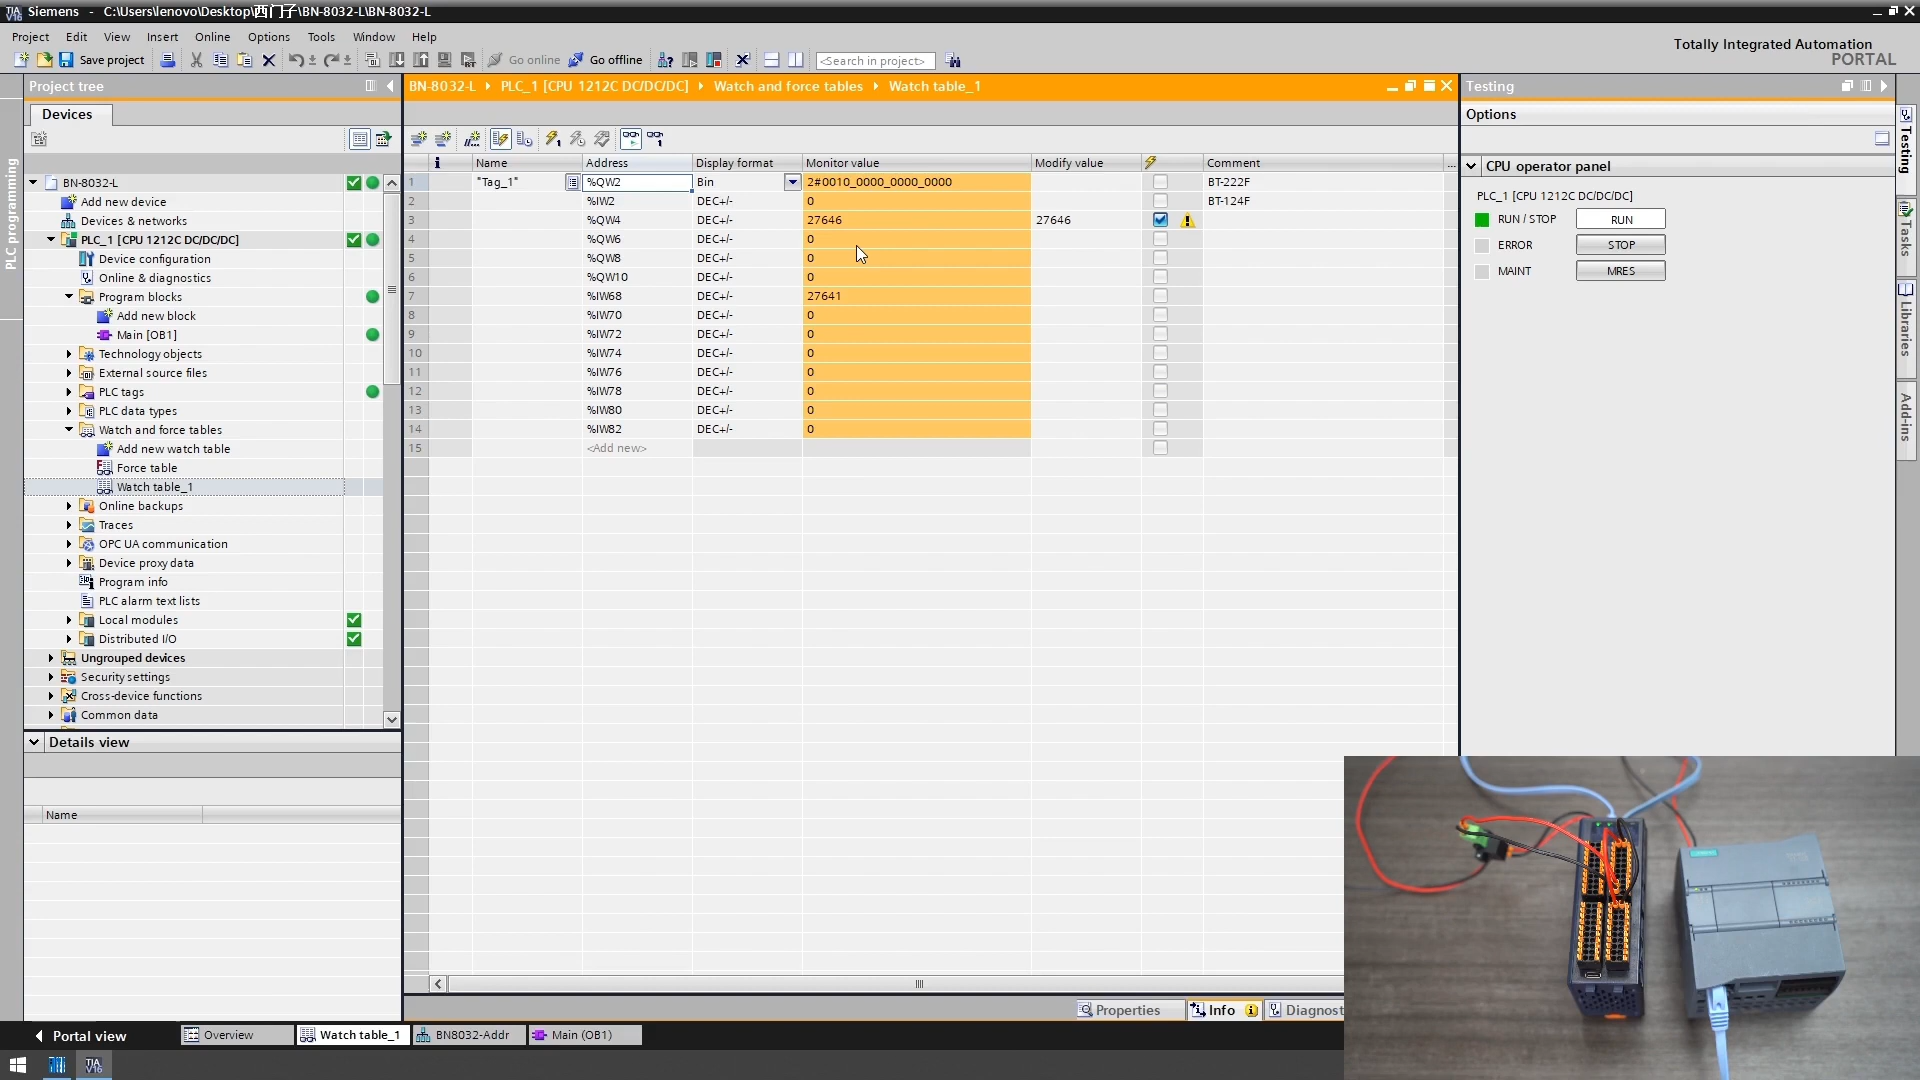 Siemens - C:\Users\lenovo\Desktop\西门子\BN-8032-L\BN-8032-L
Project Edit View Insert Online Options Tools Window Help
Totally Integrated Automation
PORTAL
Save project Go online Go offline <Search in project>
Project tree
BN-8032-L PLC_1 [CPU 1212C DC/DC/DC] Watch and force tables Watch table_1
Testing
Devices
Options
PLC programming
BN-8032-L
Add new device
Devices & networks
PLC_1 [CPU 1212C DC/DC/DC]
Device configuration
Online & diagnostics
Program blocks
Add new block
Main [OB1]
Technology objects
External source files
PLC tags
PLC data types
Watch and force tables
Add new watch table
Force table
Watch table_1
Online backups
Traces
OPC UA communication
Device proxy data
Program info
PLC alarm text lists
Local modules
Distributed I/O
Ungrouped devices
Security settings
Cross-device functions
Common data
Details view
Name
i Name Address Display format Monitor value Modify value Comment ...
1 "Tag_1" %QW2 Bin 2#0010_0000_0000_0000 BT-222F
2 %IW2 DEC+/- 0 BT-124F
3 %QW4 DEC+/- 27646 27646
4 %QW6 DEC+/- 0
5 %QW8 DEC+/- 0
6 %QW10 DEC+/- 0
7 %IW68 DEC+/- 27641
8 %IW70 DEC+/- 0
9 %IW72 DEC+/- 0
10 %IW74 DEC+/- 0
11 %IW76 DEC+/- 0
12 %IW78 DEC+/- 0
13 %IW80 DEC+/- 0
14 %IW82 DEC+/- 0
15 <Add new>
CPU operator panel
PLC_1 [CPU 1212C DC/DC/DC]
RUN / STOP RUN
ERROR STOP
MAINT MRES
Testing
Tasks
Libraries
Add-ins
Properties Info Diagnost
Portal view Overview Watch table_1 BN8032-Addr Main (OB1)
TIA
V16